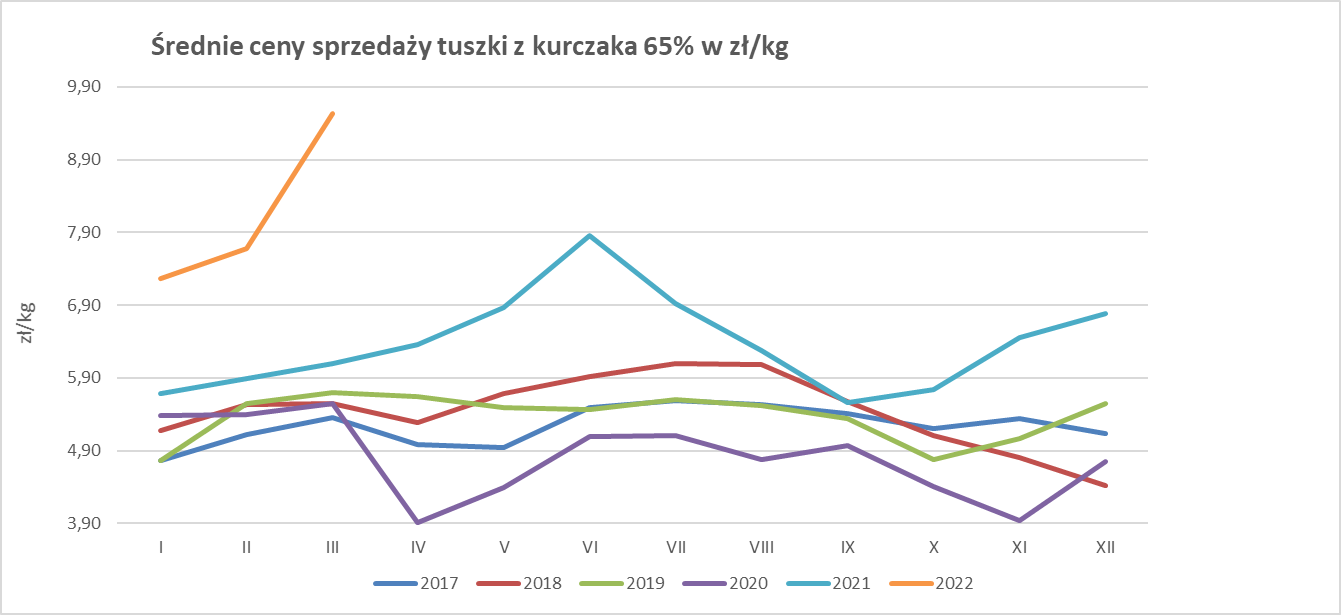 Średnie ceny sprzedaży tuszki z kurczaka 65% w zł/kg
9,90
8,90
7,90
6,90
5,90
4,90
3,90
zł/kg
I II III IV V VI VII VIII IX X XI XII
2017 2018 2019 2020 2021 2022